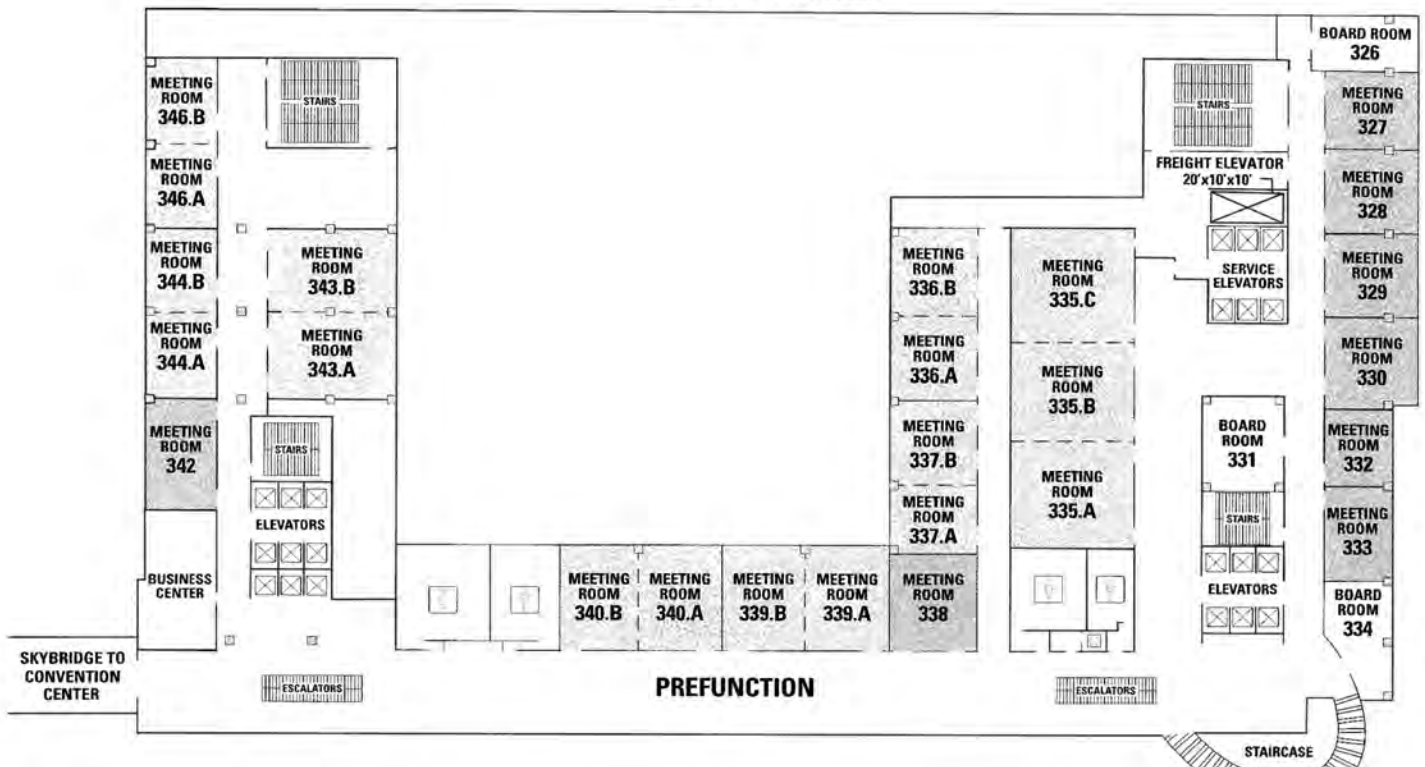 BOARD ROOM
326
MEETING
ROOM
346.B
STAIRS
STAIRS
MEETING
ROOM
327
MEETING
ROOM
346.A
FREIGHT ELEVATOR
20'x10'x10'
MEETING
ROOM
328
MEETING
ROOM
344.B
MEETING
ROOM
343.B
MEETING
ROOM
336.B
MEETING
ROOM
335.C
SERVICE
ELEVATORS
MEETING
ROOM
329
MEETING
ROOM
344.A
MEETING
ROOM
343.A
MEETING
ROOM
336.A
MEETING
ROOM
335.B
MEETING
ROOM
330
MEETING
ROOM
342
STAIRS
MEETING
ROOM
337.B
BOARD
ROOM
331
MEETING
ROOM
332
ELEVATORS
MEETING
ROOM
337.A
MEETING
ROOM
335.A
STAIRS
MEETING
ROOM
333
BUSINESS
CENTER
MEETING
ROOM
340.B
MEETING
ROOM
340.A
MEETING
ROOM
339.B
MEETING
ROOM
339.A
MEETING
ROOM
338
ELEVATORS
BOARD
ROOM
334
SKYBRIDGE TO
CONVENTION
CENTER
ESCALATORS
PREFUNCTION
ESCALATORS
STAIRCASE